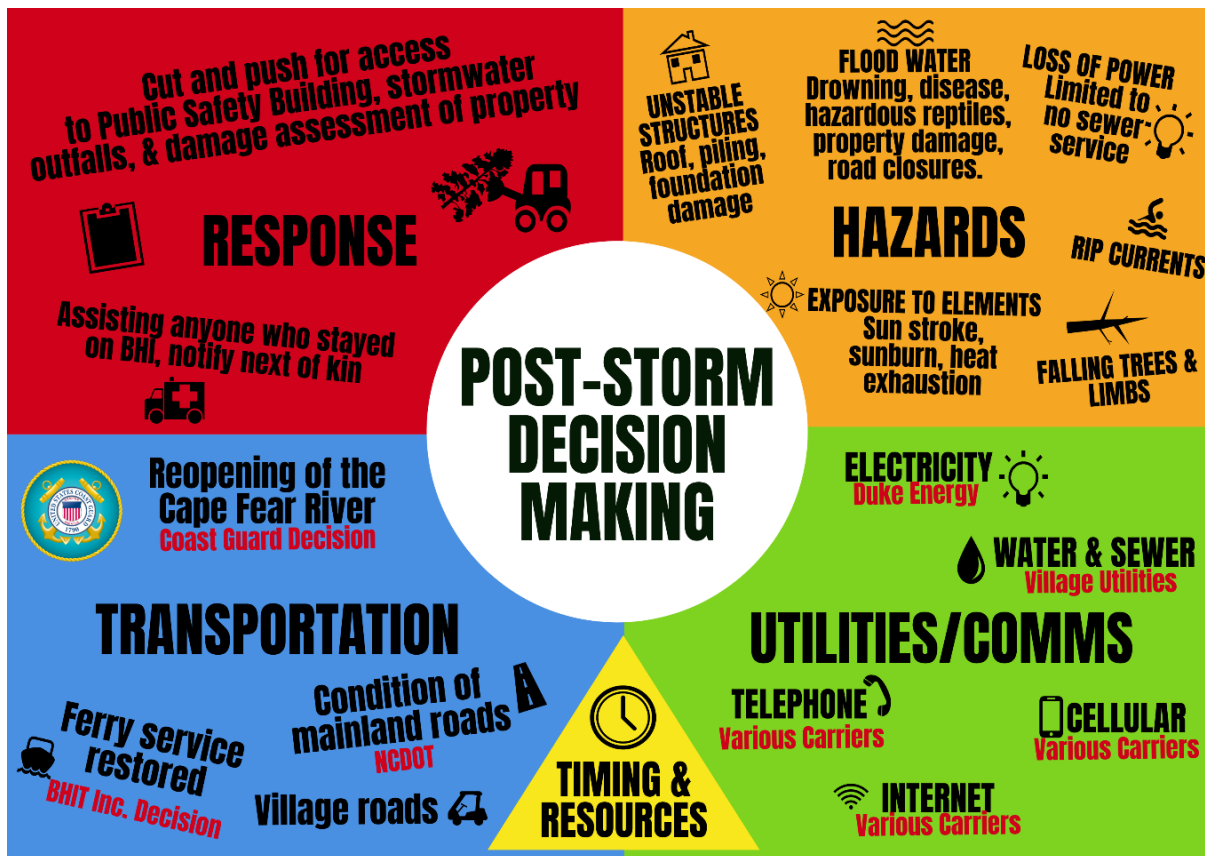 Cut and push for access
to Public Safety Building, stormwater
outfalls, & damage assessment of property
RESPONSE
Assisting anyone who stayed
on BHI, notify next of kin
UNSTABLE
STRUCTURES
Roof, piling,
foundation
damage
FLOOD WATER
Drowning, disease,
hazardous reptiles,
property damage,
road closures.
LOSS OF POWER
Limited to
no sewer
service
HAZARDS
RIP CURRENTS
EXPOSURE TO ELEMENTS
Sun stroke,
sunburn, heat
exhaustion
FALLING TREES &
LIMBS
POST-STORM
DECISION
MAKING
UNITED STATES COAST GUARD
1790
Reopening of the
Cape Fear River
Coast Guard Decision
TRANSPORTATION
Ferry service
restored
BHIT Inc. Decision
Condition of
mainland roads
NCDOT
Village roads
ELECTRICITY
Duke Energy
WATER & SEWER
Village Utilities
UTILITIES/COMMS
TELEPHONE
Various Carriers
CELLULAR
Various Carriers
INTERNET
Various Carriers
TIMING &
RESOURCES